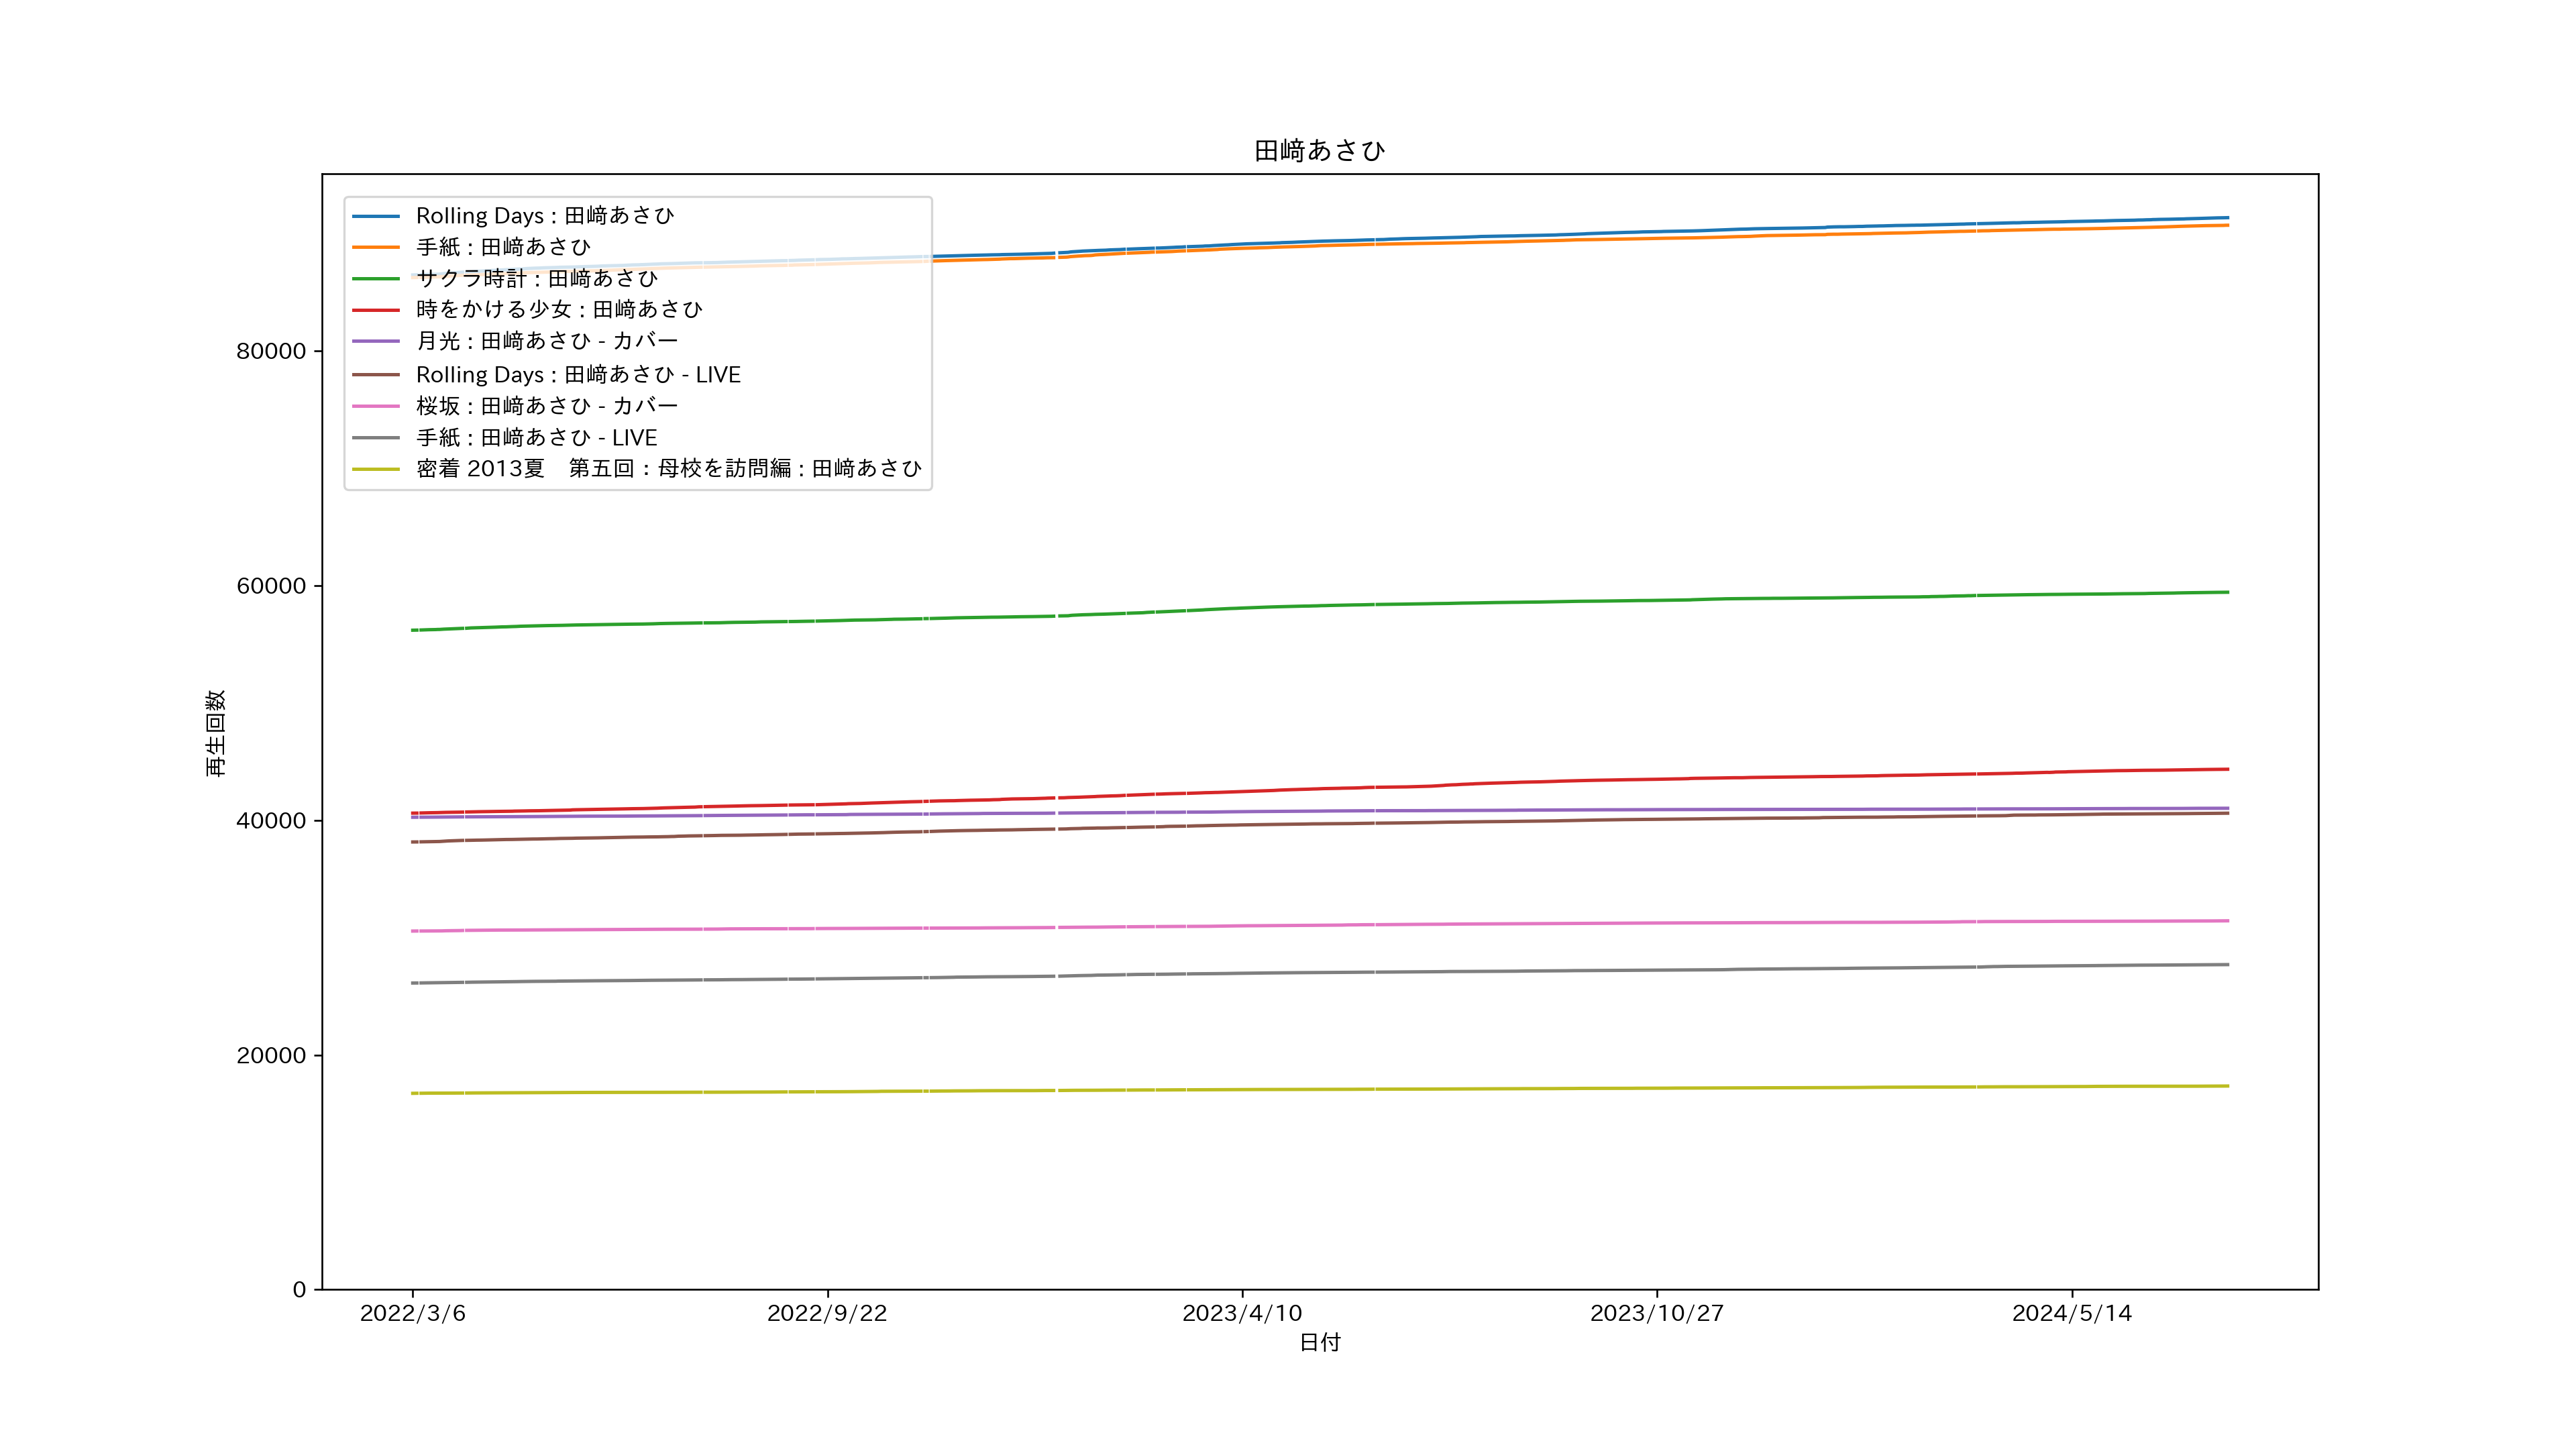 田﨑あさひ
Rolling Days : 田﨑あさひ
手紙 : 田﨑あさひ
サクラ時計 : 田﨑あさひ
時をかける少女 : 田﨑あさひ
月光 : 田﨑あさひ - カバー
Rolling Days : 田﨑あさひ - LIVE
桜坂 : 田﨑あさひ - カバー
手紙 : 田﨑あさひ - LIVE
密着 2013夏　第五回：母校を訪問編 : 田﨑あさひ
80000
60000
40000
20000
0
再生回数
2022/3/6
2022/9/22
2023/4/10
2023/10/27
2024/5/14
日付